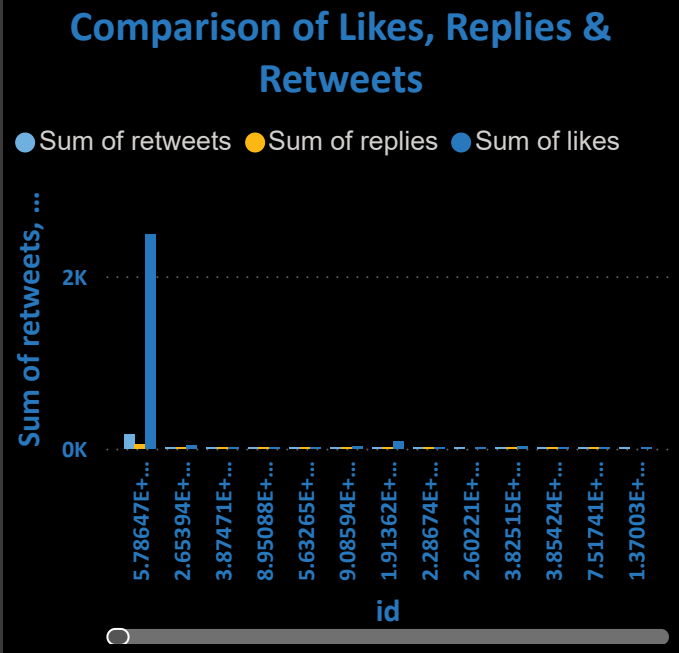 Comparison of Likes, Replies &
Retweets
Sum of retweets Sum of replies Sum of likes
Sum of retweets, ...
2K
0K
5.78647E+...
2.65394E+...
3.87471E+...
8.95088E+...
5.63265E+...
9.08594E+...
1.91362E+...
2.28674E+...
2.60221E+...
3.82515E+...
3.85424E+...
7.51741E+...
1.37003E+...
id